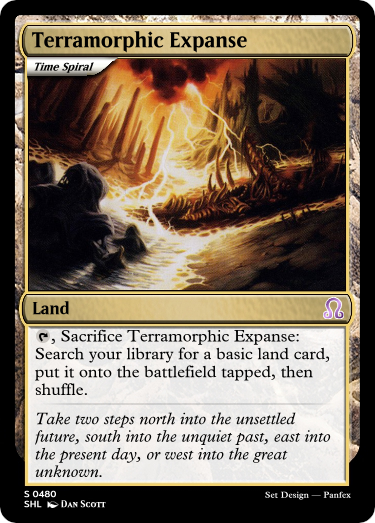 Terramorphic Expanse
Time Spiral
Land
, Sacrifice Terramorphic Expanse:
Search your library for a basic land card,
put it onto the battlefield tapped, then
shuffle.
Take two steps north into the unsettled
future, south into the unquiet past, east into
the present day, or west into the great
unknown.
S 0480
SHL Dan Scott
Set Design — Panfex